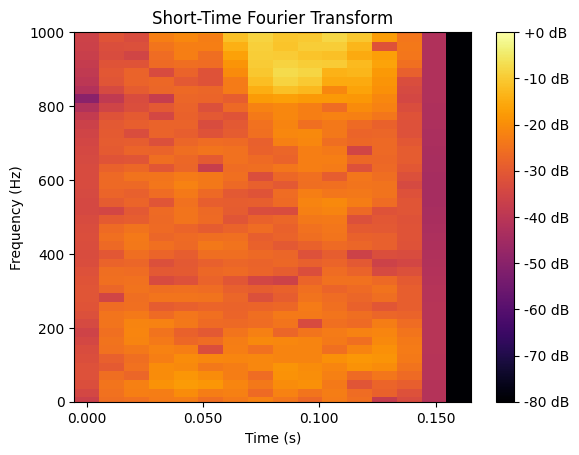 Short-Time Fourier Transform
1000
800
600
400
200
0
Frequency (Hz)
0.000
0.050
0.100
0.150
Time (s)
+0 dB
-10 dB
-20 dB
-30 dB
-40 dB
-50 dB
-60 dB
-70 dB
-80 dB